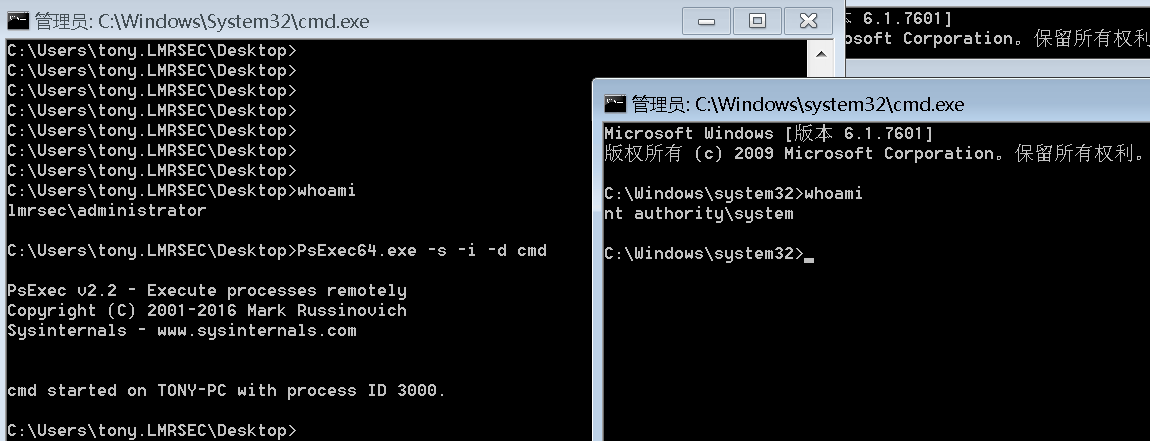 管理员: C:\Windows\System32\cmd.exe
C:\Users\tony.LMRSEC\Desktop>
C:\Users\tony.LMRSEC\Desktop>
C:\Users\tony.LMRSEC\Desktop>
C:\Users\tony.LMRSEC\Desktop>
C:\Users\tony.LMRSEC\Desktop>
C:\Users\tony.LMRSEC\Desktop>
C:\Users\tony.LMRSEC\Desktop>
C:\Users\tony.LMRSEC\Desktop>whoami
lmrsec\administrator
C:\Users\tony.LMRSEC\Desktop>PsExec64.exe -s -i -d cmd
PsExec v2.2 - Execute processes remotely
Copyright (C) 2001-2016 Mark Russinovich
Sysinternals - www.sysinternals.com
cmd started on TONY-PC with process ID 3000.
C:\Users\tony.LMRSEC\Desktop>
版本 6.1.7601]
osoft Corporation。保留所有权利
管理员: C:\Windows\system32\cmd.exe
Microsoft Windows [版本 6.1.7601]
版权所有 (c) 2009 Microsoft Corporation。保留所有权利。
C:\Windows\system32>whoami
nt authority\system
C:\Windows\system32>